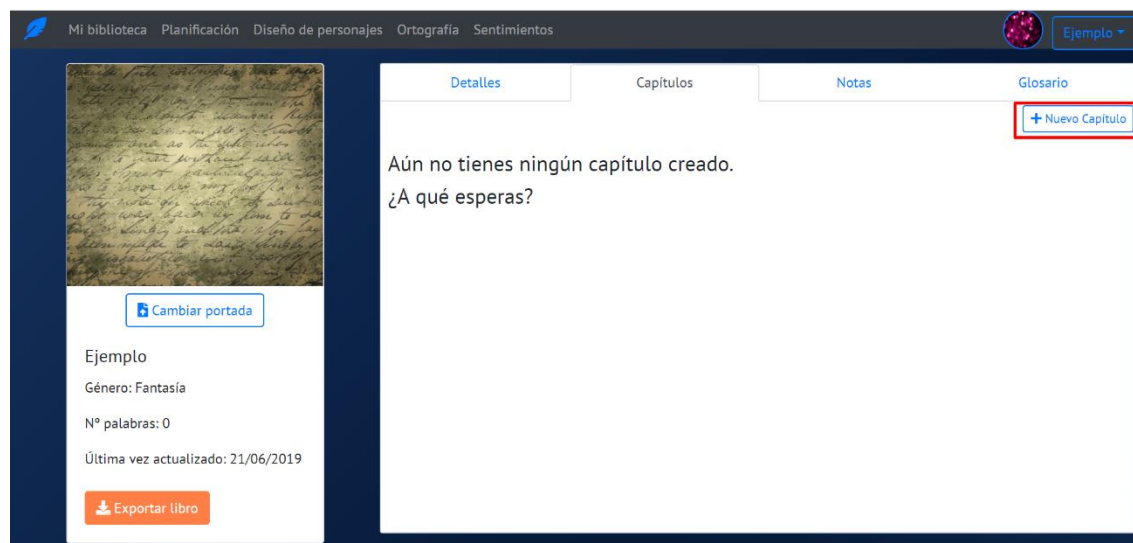 Mi biblioteca Planificación Diseño de personajes Ortografía Sentimientos
Ejemplo
Detalles Capítulos Notas Glosario
+ Nuevo Capítulo
Aún no tienes ningún capítulo creado.
¿A qué esperas?
Cambiar portada
Ejemplo
Género: Fantasía
Nº palabras: 0
Última vez actualizado: 21/06/2019
Exportar libro